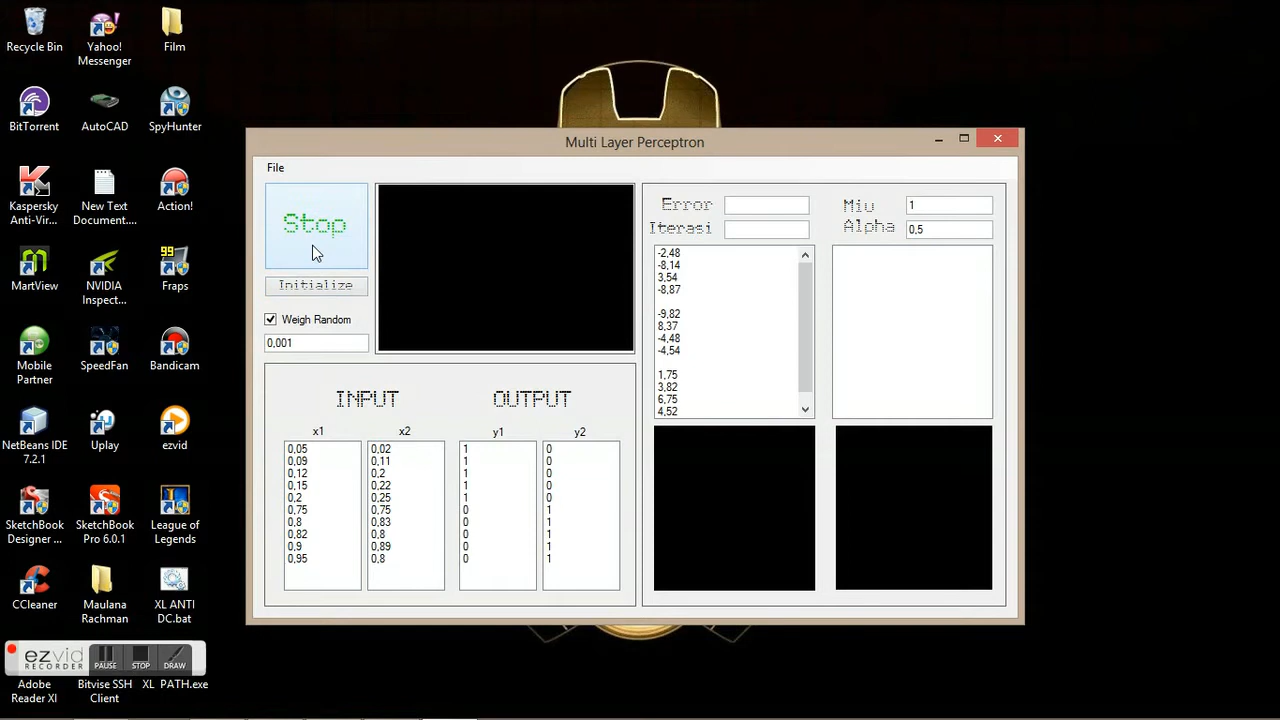 Recycle Bin
Yahoo!
Messenger
Film
BitTorrent
AutoCAD
SpyHunter
Kaspersky
Anti-Vir...
New Text
Document....
Action!
MartView
NVIDIA
Inspect...
99
Fraps
Mobile
Partner
SpeedFan
Bandicam
NetBeans IDE
7.2.1
Uplay
ezvid
SketchBook
Designer ...
SketchBook
Pro 6.0.1
League of
Legends
CCleaner
Maulana
Rachman
XL ANTI
DC.bat
ezvid
RECORDER
PAUSE
STOP
DRAW
Adobe
Reader XI
Bitvise SSH
Client
XL_PATH.exe
Multi Layer Perceptron
File
Stop
Initialize
Weigh Random
0,001
INPUT
OUTPUT
x1
x2
y1
y2
0,05 0,02 1 0
0,09 0,11 1 0
0,12 0,2 1 0
0,15 0,22 1 0
0,2 0,25 1 0
0,75 0,75 0 1
0,8 0,83 0 1
0,82 0,8 0 1
0,9 0,89 0 1
0,95 0,8 0 1
Error
Iterasi
Miu 1
Alpha 0,5
-2,48
-8,14
3,54
-8,87
-9,82
8,37
-4,48
-4,54
1,75
3,82
6,75
4,52